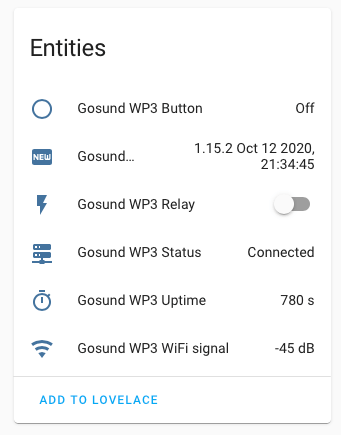 Entities
Gosund WP3 Button Off
NEW Gosund... 1.15.2 Oct 12 2020,
21:34:45
Gosund WP3 Relay
Gosund WP3 Status Connected
Gosund WP3 Uptime 780 s
Gosund WP3 WiFi signal -45 dB
ADD TO LOVELACE